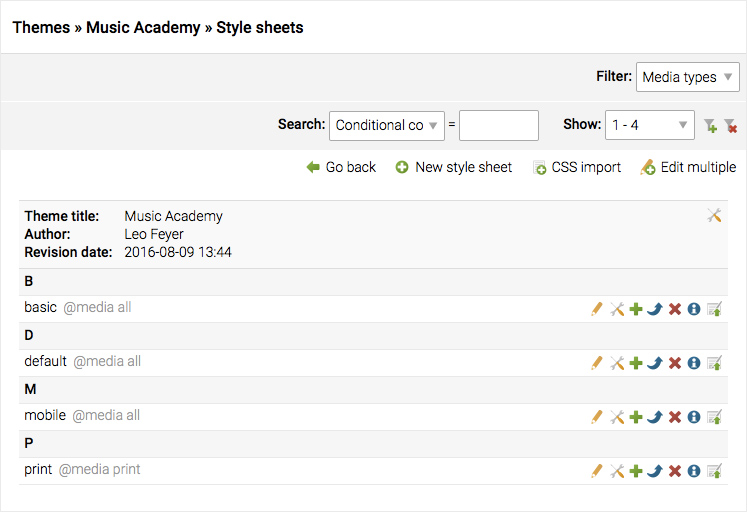 Themes » Music Academy » Style sheets
Filter: Media types
Search: Conditional co = Show: 1 - 4
Go back New style sheet CSS import Edit multiple
Theme title: Music Academy
Author: Leo Feyer
Revision date: 2016-08-09 13:44
B
basic @media all
D
default @media all
M
mobile @media all
P
print @media print